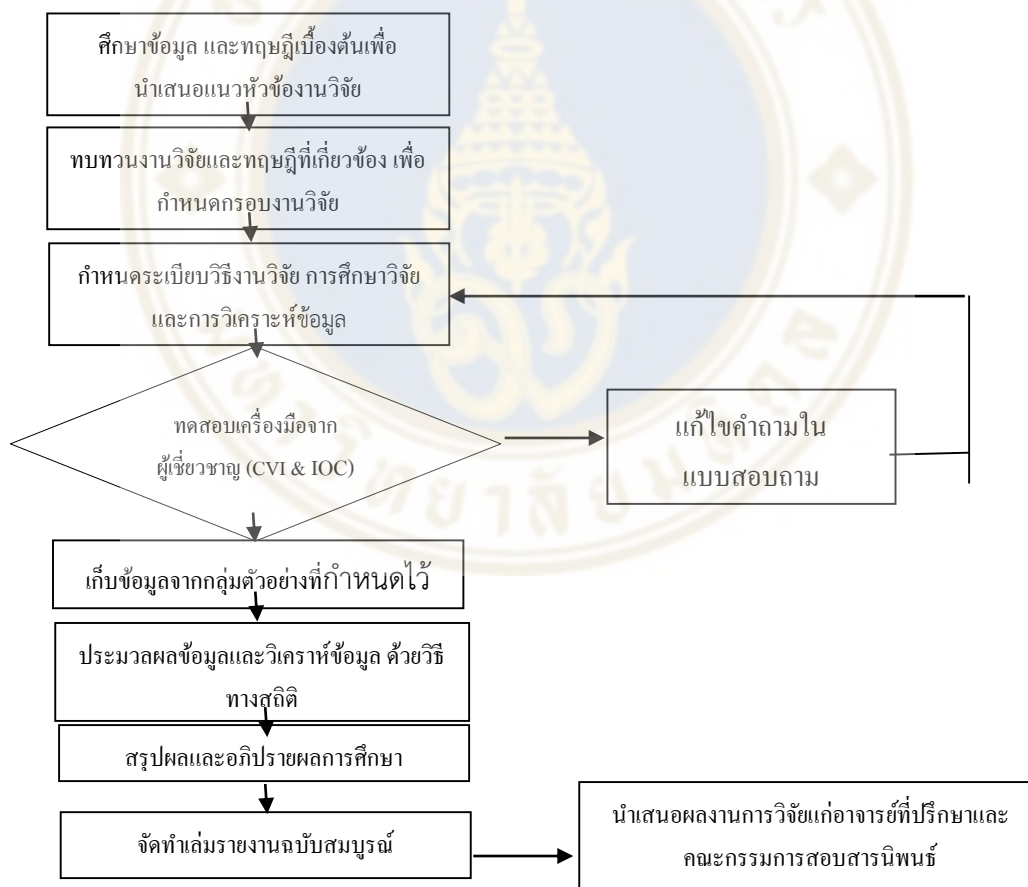 ศึกษาข้อมูล และทฤษฎีเบื้องต้นเพื่อ
นำเสนอแนวหัวข้องานวิจัย
ทบทวนงานวิจัยและทฤษฎีที่เกี่ยวข้อง เพื่อ
กำหนดกรอบงานวิจัย
กำหนดระเบียบวิธีงานวิจัย การศึกษาวิจัย
และการวิเคราะห์ข้อมูล
ทดสอบเครื่องมือจาก
ผู้เชี่ยวชาญ (CVI & IOC)
แก้ไขคำถามใน
แบบสอบถาม
เก็บข้อมูลจากกลุ่มตัวอย่างที่กำหนดไว้
ประมวลผลข้อมูลและวิเคราห์ข้อมูล ด้วยวิธี
ทางสถิติ
สรุปผลและอภิปรายผลการศึกษา
จัดทำเล่มรายงานฉบับสมบูรณ์
นำเสนอผลงานการวิจัยแก่อาจารย์ที่ปรึกษาและ
คณะกรรมการสอบสารนิพนธ์